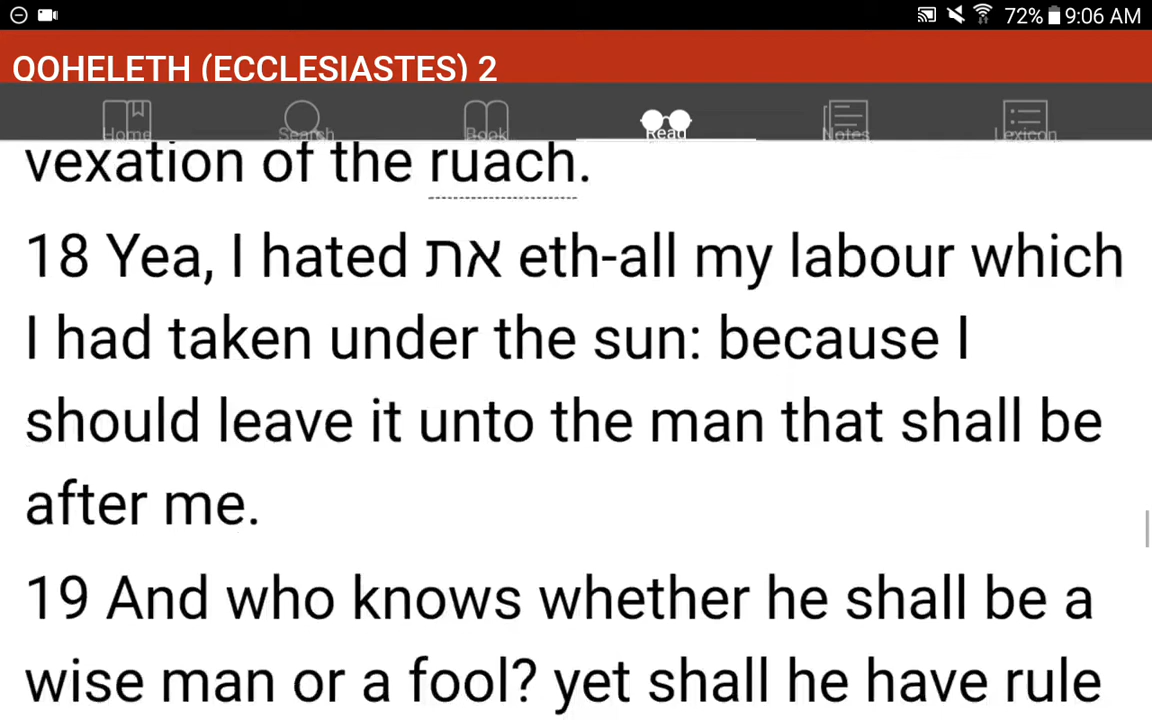 72% 9:06 AM
QOHELETH (ECCLESIASTES) 2
Home Search Book Read Notes Lexicon
vexation of the ruach.
18 Yea, I hated את eth-all my labour which
I had taken under the sun: because I
should leave it unto the man that shall be
after me.
19 And who knows whether he shall be a
wise man or a fool? yet shall he have rule